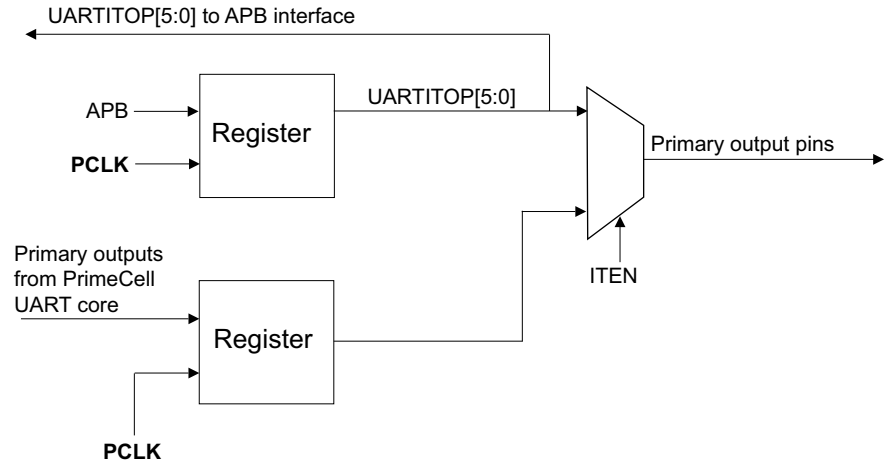 UARTITOP[5:0] to APB interface
UARTITOP[5:0]
APB
Register
PCLK
Primary output pins
Primary outputs
from PrimeCell
UART core
ITEN
Register
PCLK